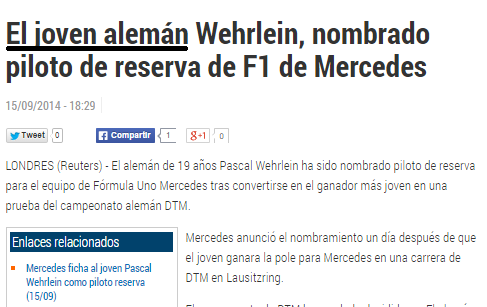 El joven alemán Wehrlein, nombrado
piloto de reserva de F1 de Mercedes
15/09/2014 - 18:29
Tweet 0 Compartir 1 g+1 0
LONDRES (Reuters) - El alemán de 19 años Pascal Wehrlein ha sido nombrado piloto de reserva
para el equipo de Fórmula Uno Mercedes tras convertirse en el ganador más joven en una
prueba del campeonato alemán DTM.
Enlaces relacionados
Mercedes ficha al joven Pascal
Wehrlein como piloto reserva
(15/09)
Mercedes anunció el nombramiento un día después de que
el joven ganara la pole para Mercedes en una carrera de
DTM en Lausitzring.